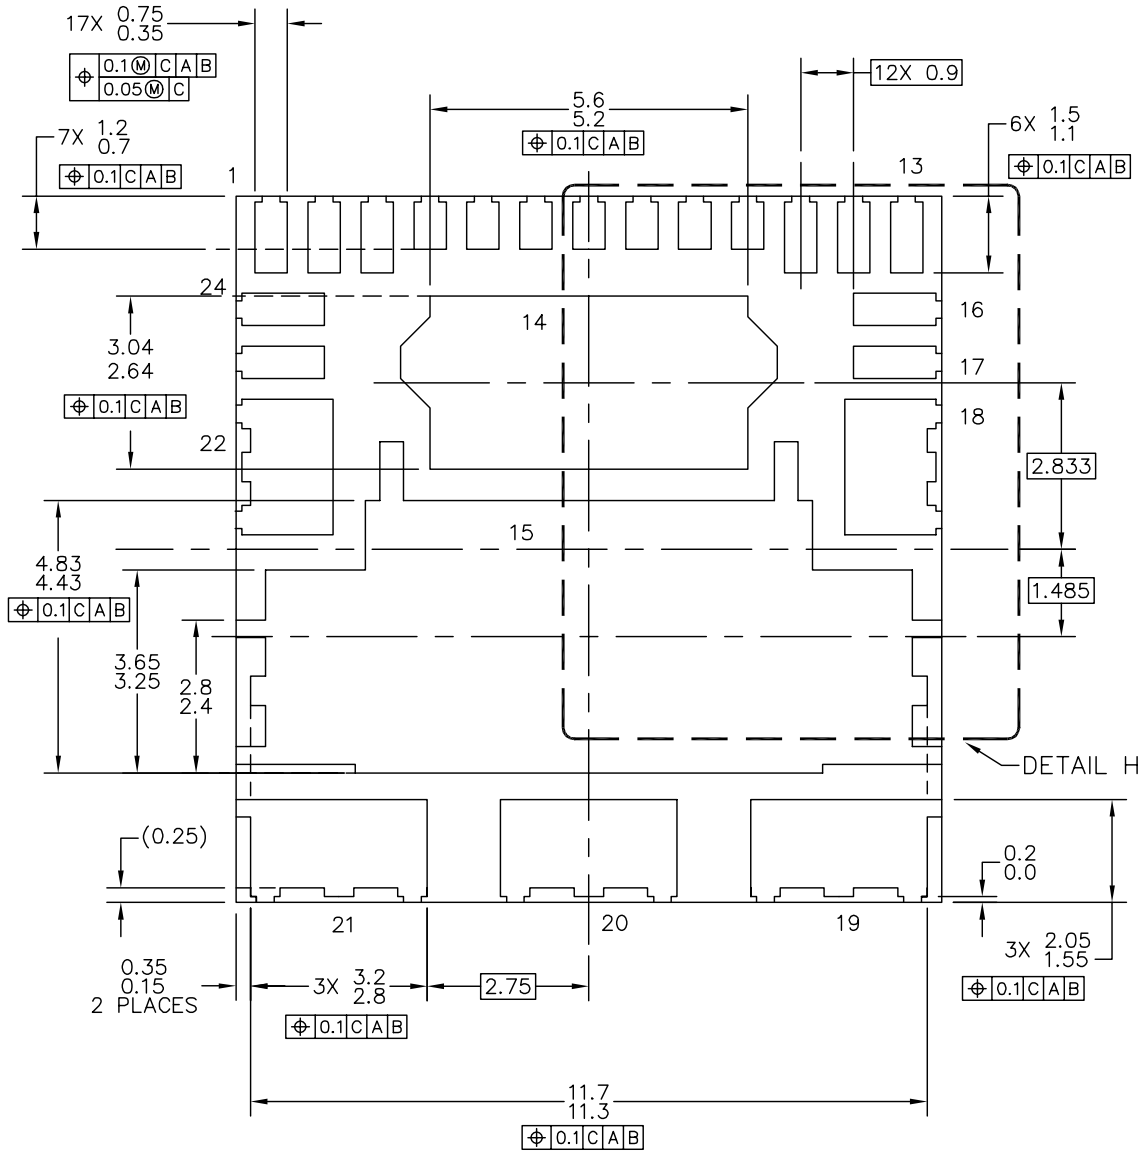 17X 0.75
0.35
⌖ 0.1Ⓜ C A B
0.05Ⓜ C
7X 1.2
0.7
⌖ 0.1 C A B
5.6
5.2
⌖ 0.1 C A B
12X 0.9
6X 1.5
1.1
⌖ 0.1 C A B
1
13
24
14
16
3.04
2.64
⌖ 0.1 C A B
17
18
22
2.833
15
4.83
4.43
⌖ 0.1 C A B
1.485
3.65
3.25
2.8
2.4
DETAIL H
(0.25)
0.2
0.0
21
20
19
3X 2.05
1.55
⌖ 0.1 C A B
0.35
0.15
2 PLACES
3X 3.2
2.8
⌖ 0.1 C A B
2.75
11.7
11.3
⌖ 0.1 C A B